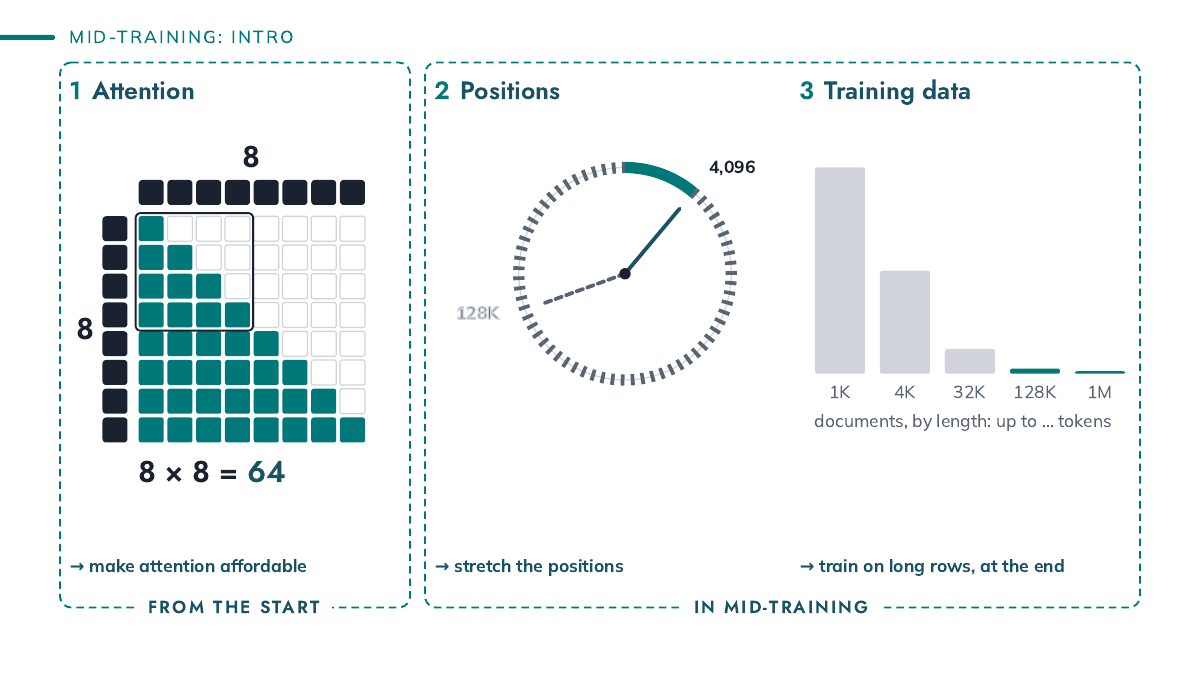 MID-TRAINING: INTRO
1 Attention
8
8
8 × 8 = 64
→ make attention affordable
FROM THE START
2 Positions
4,096
128K
→ stretch the positions
3 Training data
1K 4K 32K 128K 1M
documents, by length: up to ... tokens
→ train on long rows, at the end
IN MID-TRAINING